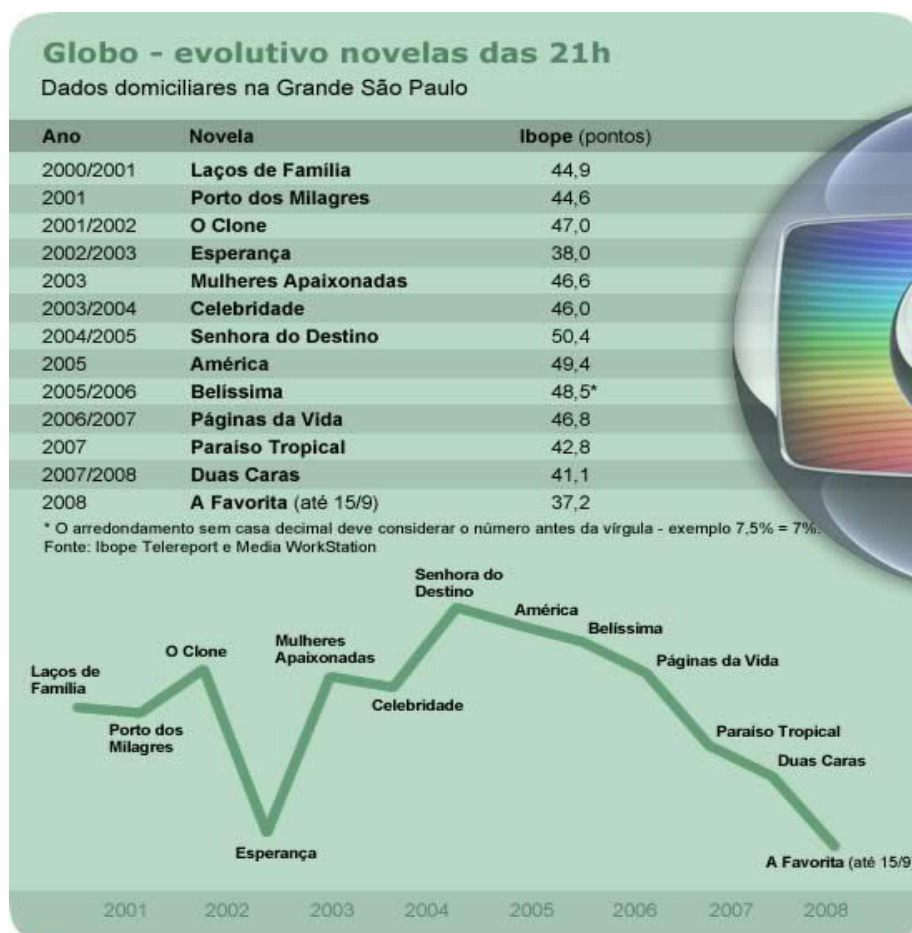 Globo - evolutivo novelas das 21h
Dados domiciliares na Grande São Paulo
Ano Novela Ibope (pontos)
2000/2001 Laços de Família 44,9
2001 Porto dos Milagres 44,6
2001/2002 O Clone 47,0
2002/2003 Esperança 38,0
2003 Mulheres Apaixonadas 46,6
2003/2004 Celebridade 46,0
2004/2005 Senhora do Destino 50,4
2005 América 49,4
2005/2006 Belíssima 48,5*
2006/2007 Páginas da Vida 46,8
2007 Paraíso Tropical 42,8
2007/2008 Duas Caras 41,1
2008 A Favorita (até 15/9) 37,2
* O arredondamento sem casa decimal deve considerar o número antes da vírgula - exemplo 7,5% = 7%.
Fonte: Ibope Telereport e Media WorkStation
Senhora do
Destino
América
Belíssima
O Clone
Mulheres
Apaixonadas
Páginas da Vida
Laços de
Família
Celebridade
Porto dos
Milagres
Paraíso Tropical
Duas Caras
Esperança
A Favorita (até 15/9
2001 2002 2003 2004 2005 2006 2007 2008